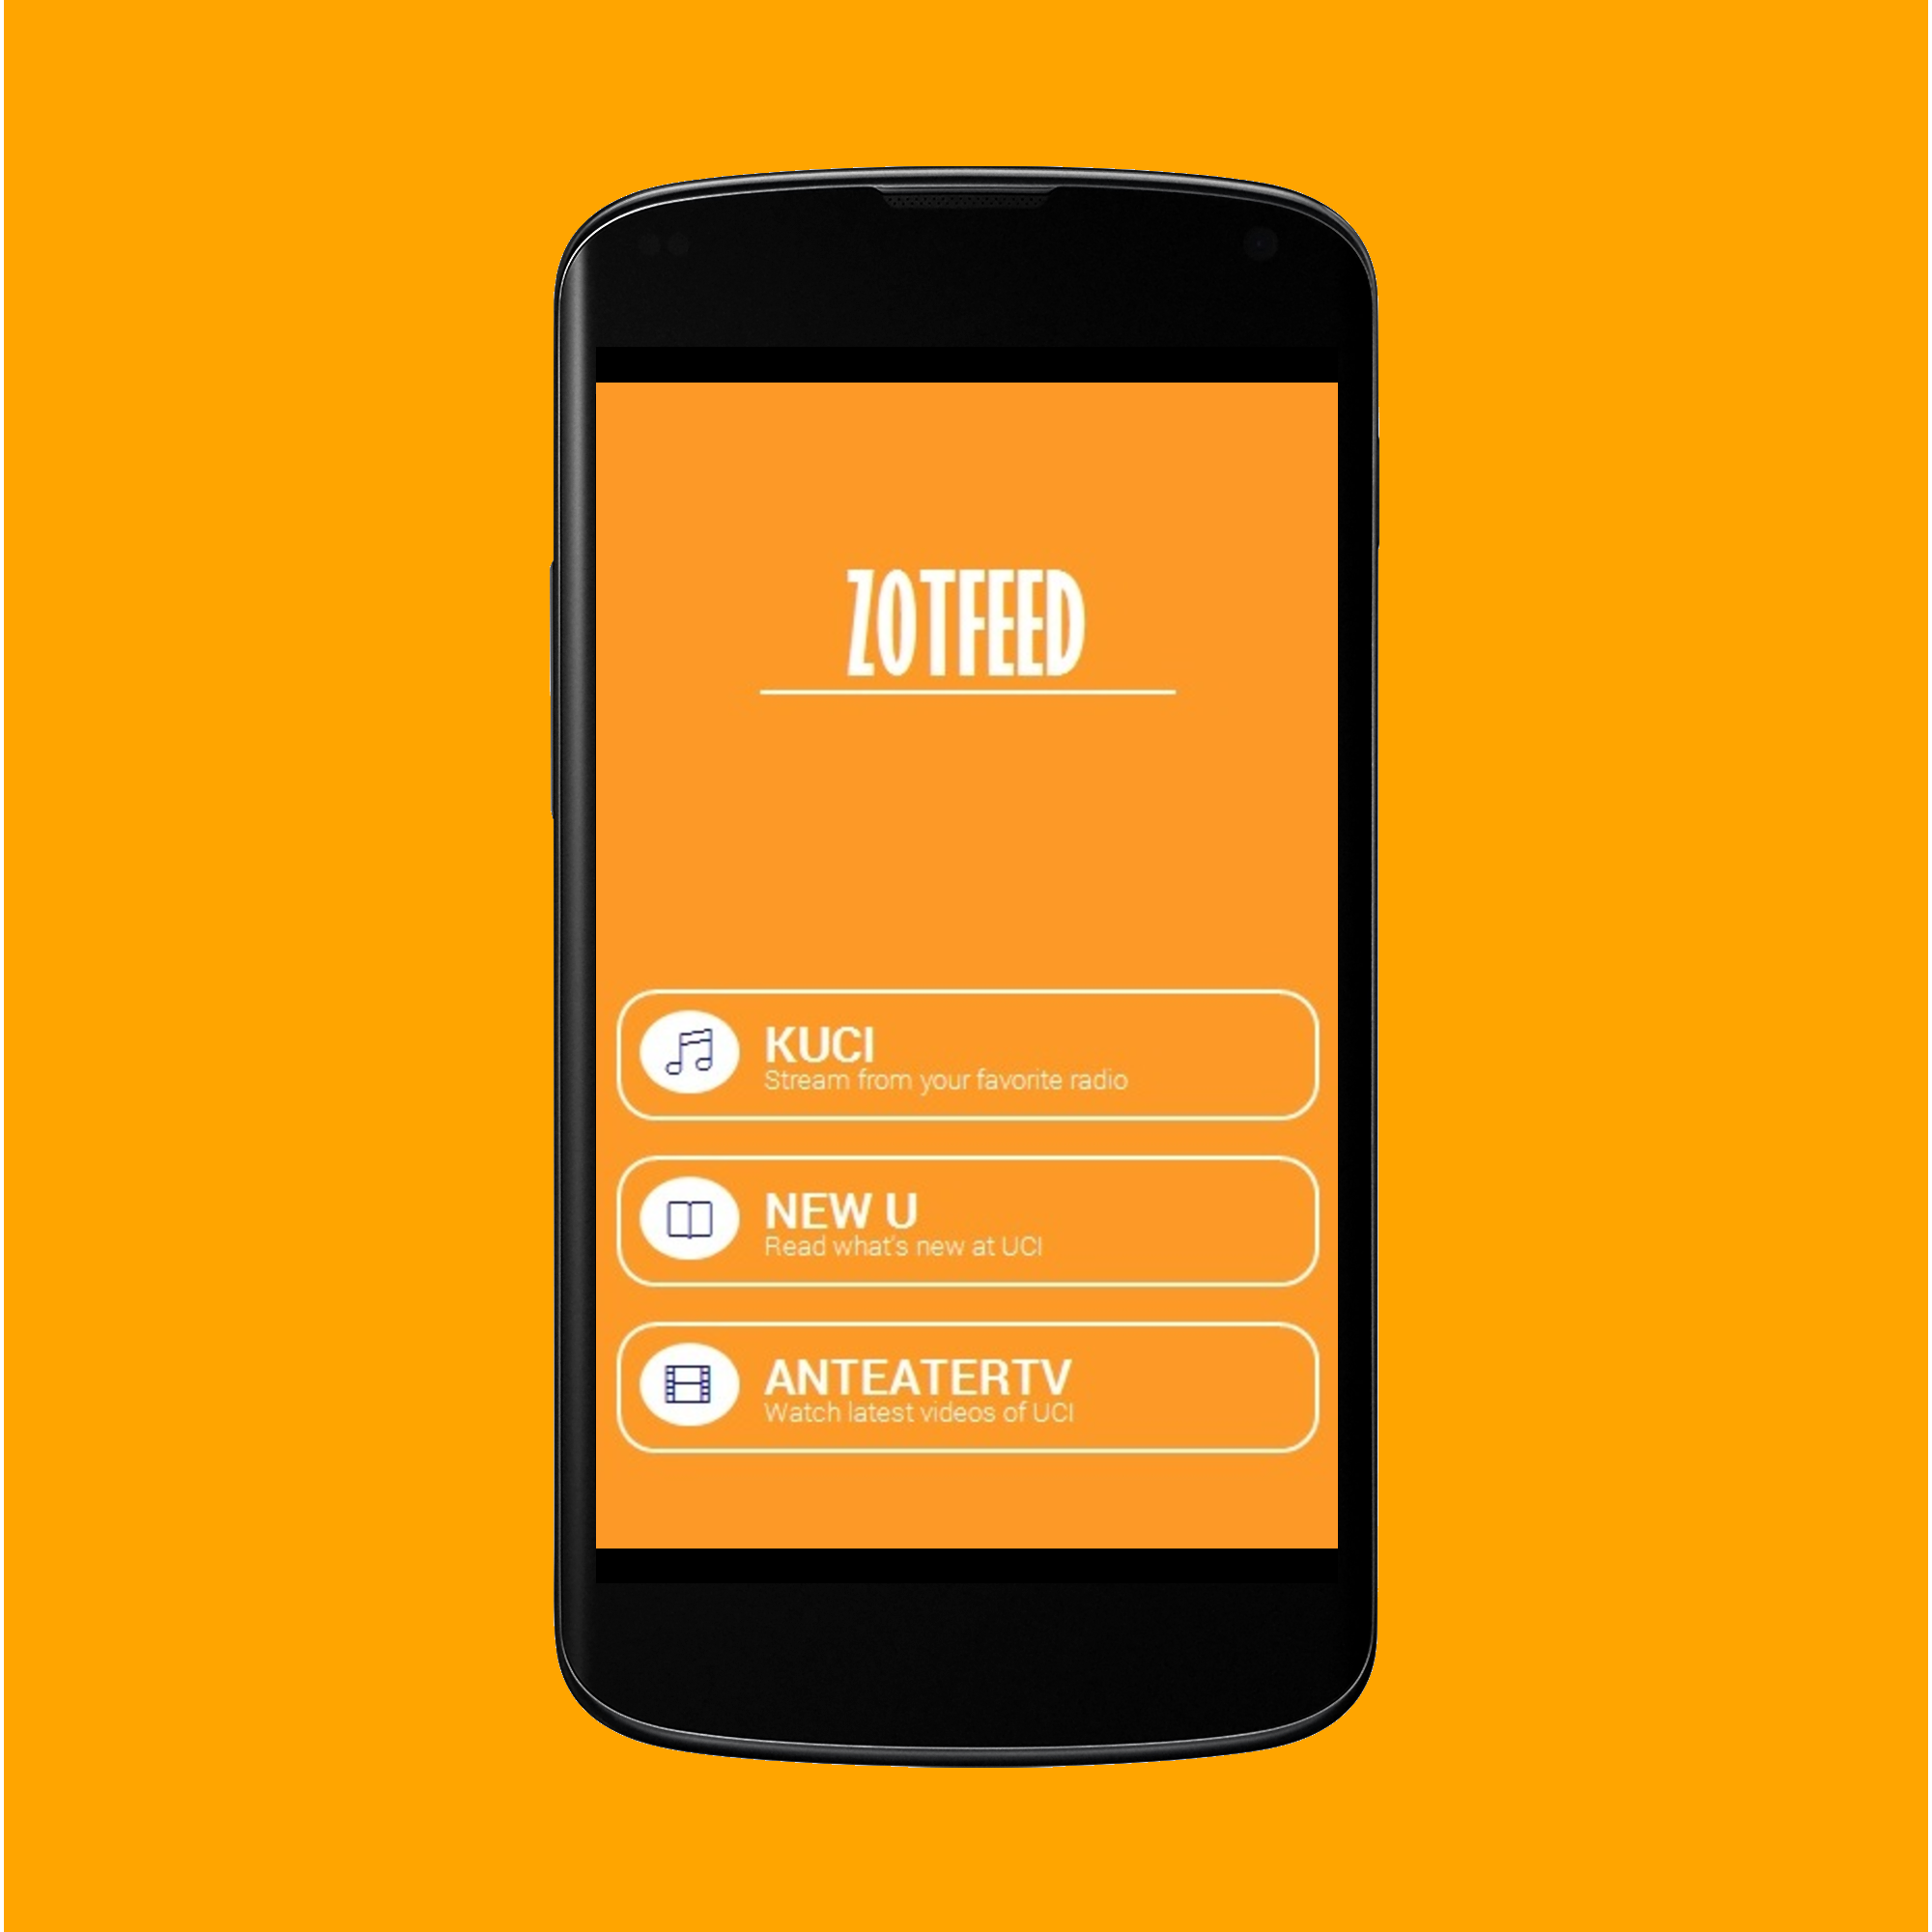 ZOTFEED
KUCI
Stream from your favorite radio
NEW U
Read what's new at UCI
ANTEATERTV
Watch latest videos of UCI